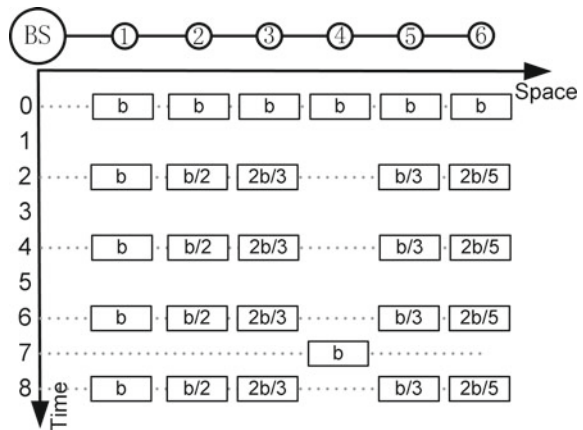 BS 1 2 3 4 5 6
Space
0 b b b b b b
1
2 b b/2 2b/3 b/3 2b/5
3
4 b b/2 2b/3 b/3 2b/5
5
6 b b/2 2b/3 b/3 2b/5
7 b
8 b b/2 2b/3 b/3 2b/5
Time